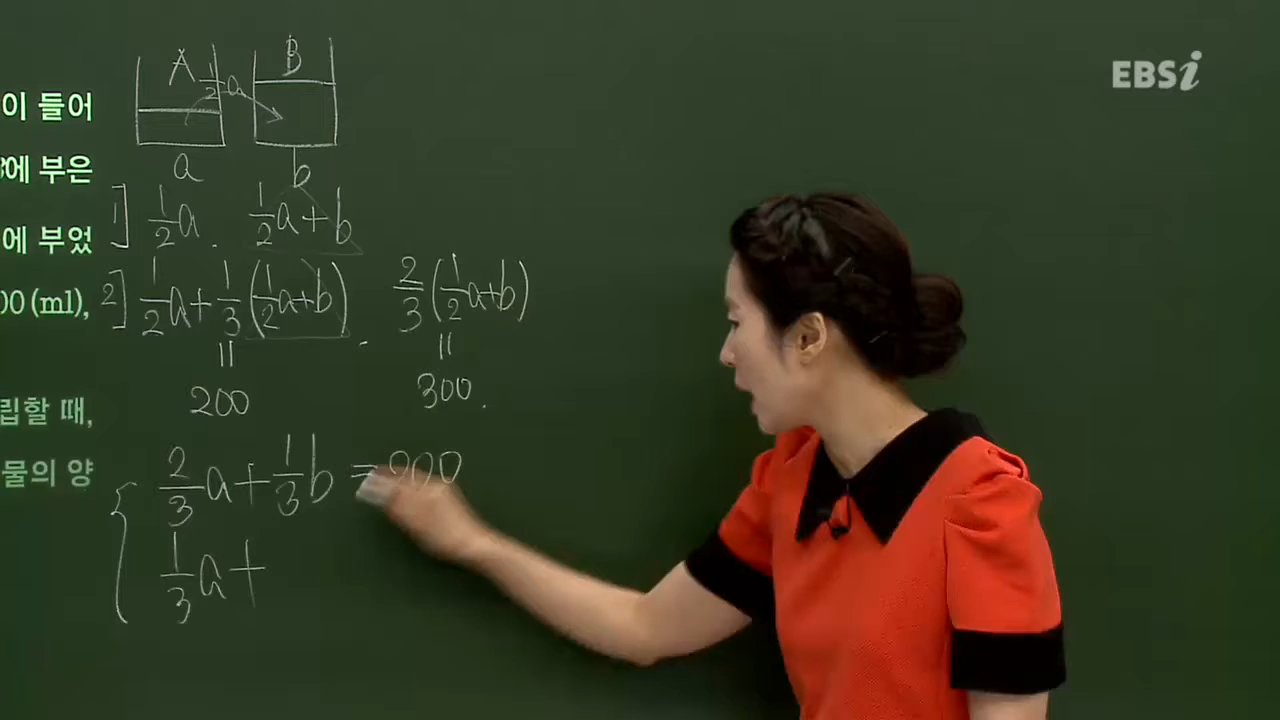 EBSi
이 들어
에 부은
에 부었
00 (ml),
립할 때,
물의 양
A B
1/2 a
a b
1] 1/2 a . 1/2 a + b
2] 1/2 a + 1/3 (1/2 a + b) . 2/3 (1/2 a + b)
= =
200 300 .
{ 2/3 a + 1/3 b = 200
1/3 a +